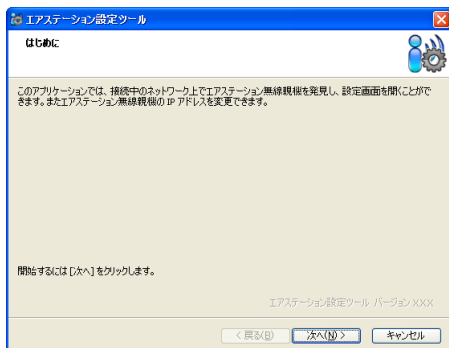 エアステーション設定ツール
はじめに
このアプリケーションでは、接続中のネットワーク上でエアステーション無線親機を発見し、設定画面を開くことがで
きます。またエアステーション無線親機の IP アドレスを変更できます。
開始するには [次へ] をクリックします。
エアステーション設定ツール バージョン XXX
< 戻る(B)
次へ(N) >
キャンセル